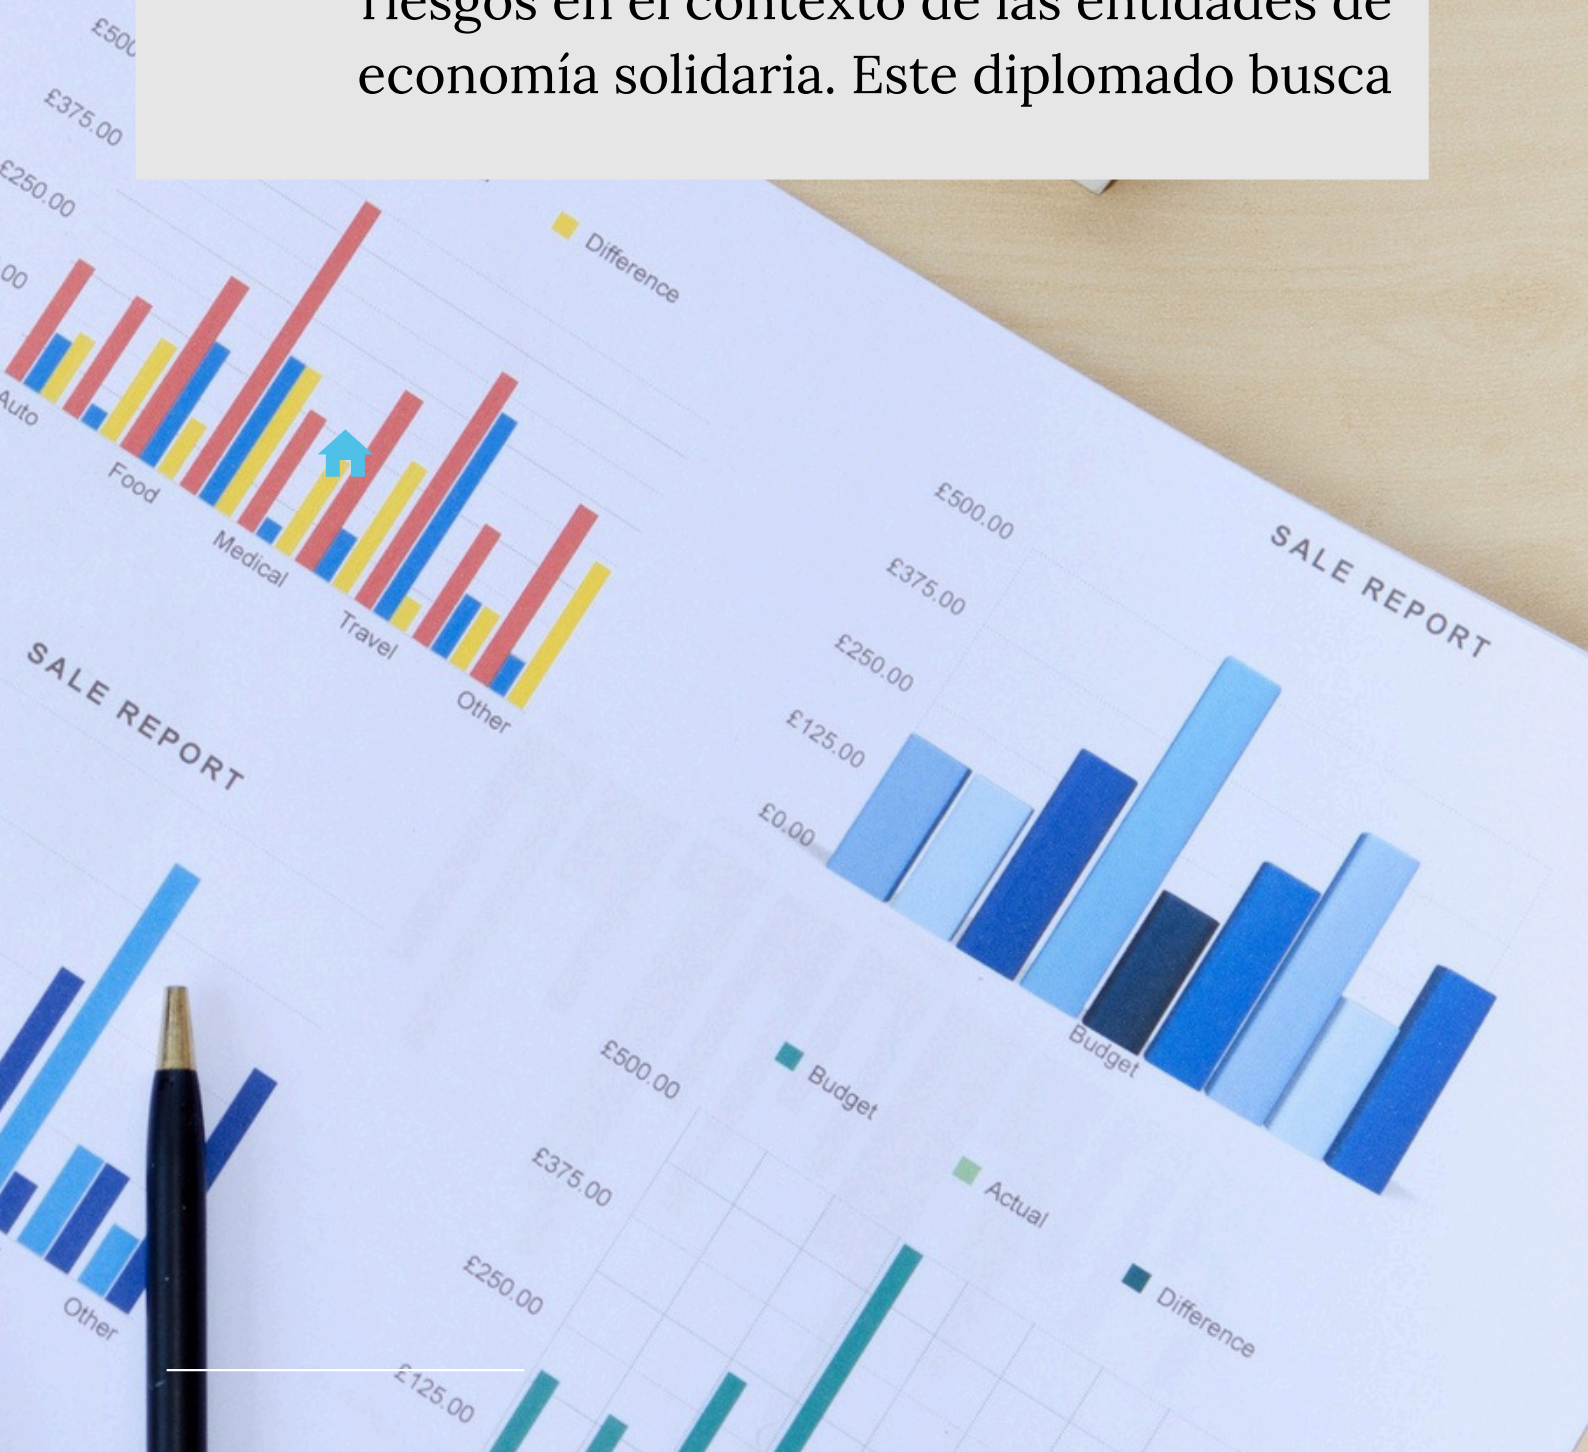 riesgos en el contexto de las entidades de
economía solidaria. Este diplomado busca
£375.00
£250.00
Difference
Auto
Food
Medical
Travel
Other
SALE REPORT
£500.00
£375.00
£250.00
£125.00
£0.00
SALE REPORT
Budget
Other
£500.00
£375.00
£250.00
£125.00
Budget
Actual
Difference